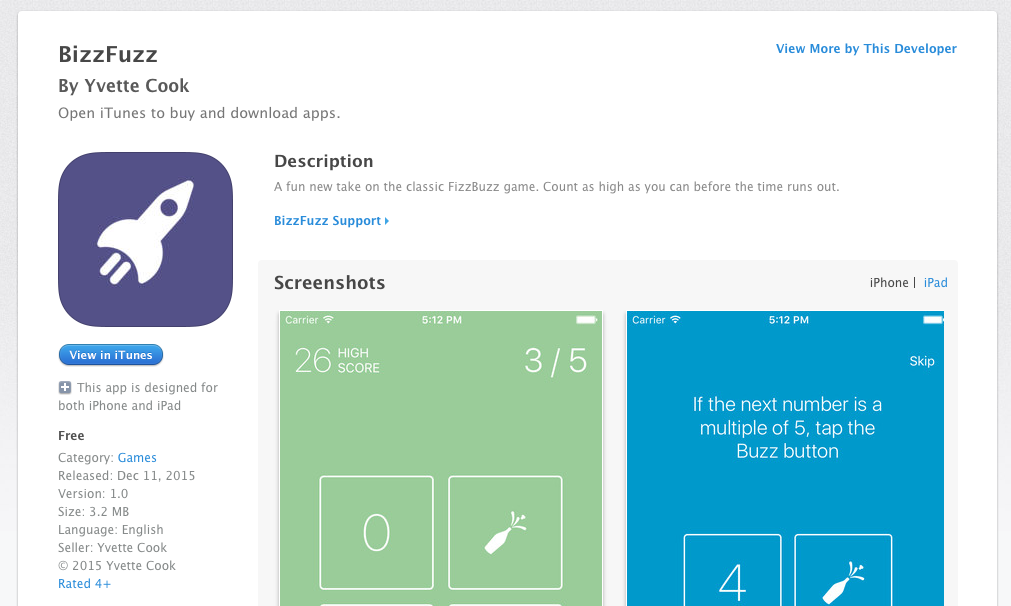 BizzFuzz
View More by This Developer
By Yvette Cook
Open iTunes to buy and download apps.
Description
A fun new take on the classic FizzBuzz game. Count as high as you can before the time runs out.
BizzFuzz Support
View in iTunes
This app is designed for
both iPhone and iPad
Free
Category: Games
Released: Dec 11, 2015
Version: 1.0
Size: 3.2 MB
Language: English
Seller: Yvette Cook
© 2015 Yvette Cook
Rated 4+
Screenshots
iPhone | iPad
Carrier 5:12 PM
26 HIGH
SCORE
3 / 5
0
Carrier 5:12 PM
Skip
If the next number is a
multiple of 5, tap the
Buzz button
4